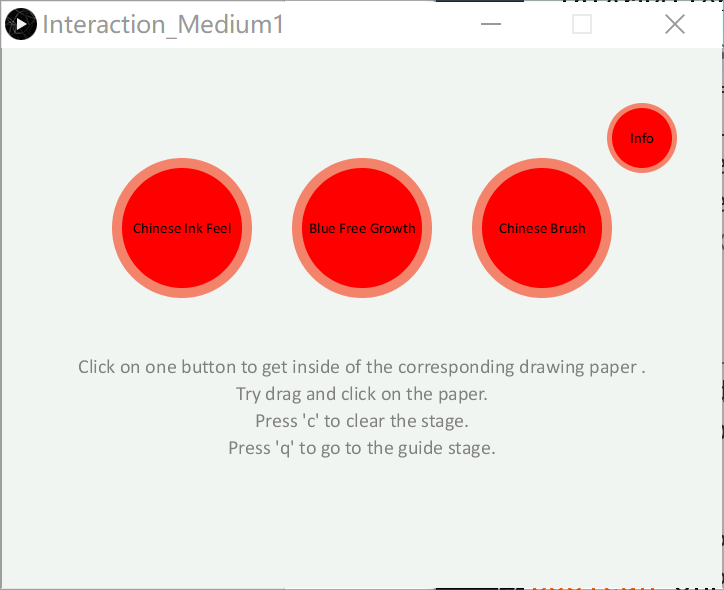 Interaction_Medium1
Info
Chinese Ink Feel
Blue Free Growth
Chinese Brush
Click on one button to get inside of the corresponding drawing paper .
Try drag and click on the paper.
Press 'c' to clear the stage.
Press 'q' to go to the guide stage.